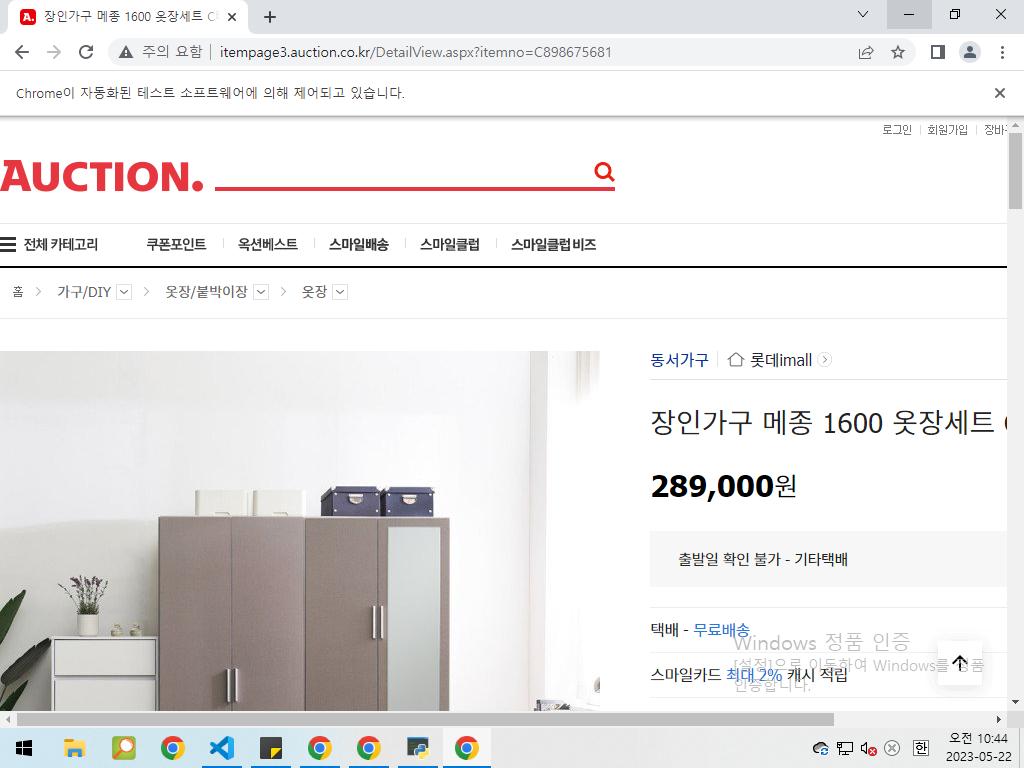 장인가구 메종 1600 옷장세트
주의 요함 itempage3.auction.co.kr/DetailView.aspx?itemno=C898675681
Chrome이 자동화된 테스트 소프트웨어에 의해 제어되고 있습니다.
로그인 회원가입
AUCTION.
전체 카테고리 쿠폰포인트 옥션베스트 스마일배송 스마일클럽 스마일클럽 비즈
홈 가구/DIY 옷장/붙박이장 옷장
동서가구 롯데imall
장인가구 메종 1600 옷장세트
289,000원
출발일 확인 불가 - 기타택배
택배 - 무료배송
Windows 정품 인증
[설정]으로 이동하여 Windows를 정품
스마일카드 최대 2% 캐시 적립
인증합니다.
한
오전 10:44
2023-05-22